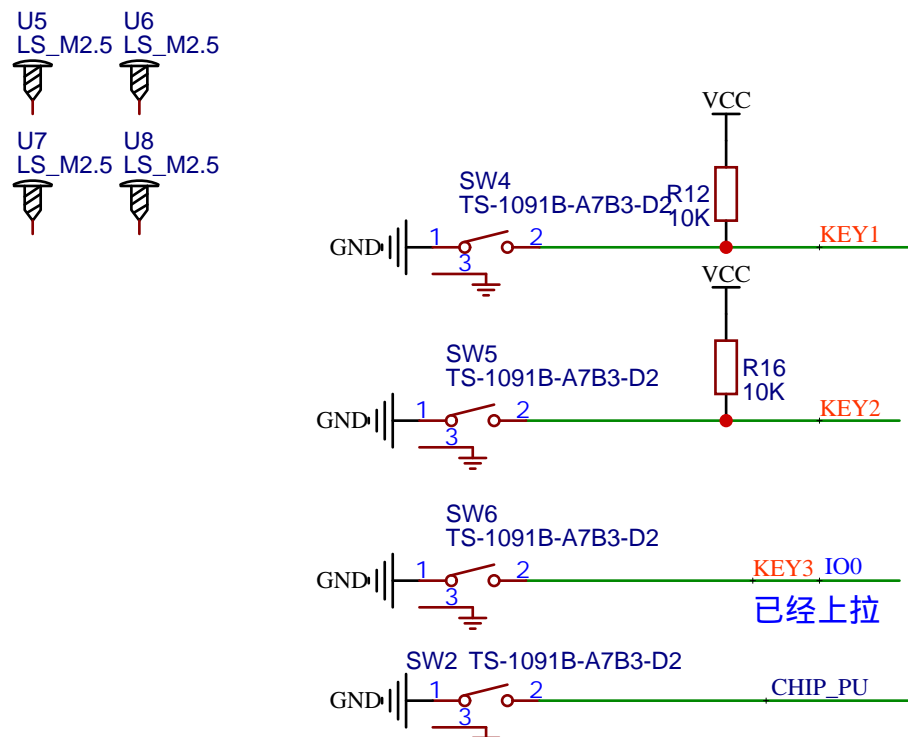 U5
LS_M2.5
U6
LS_M2.5
U7
LS_M2.5
U8
LS_M2.5
VCC
SW4
TS-1091B-A7B3-D2
R12
10K
GND
1
2
3
KEY1
VCC
SW5
TS-1091B-A7B3-D2
R16
10K
GND
1
2
3
KEY2
SW6
TS-1091B-A7B3-D2
GND
1
2
3
KEY3
IO0
已经上拉
SW2 TS-1091B-A7B3-D2
GND
1
2
3
CHIP_PU